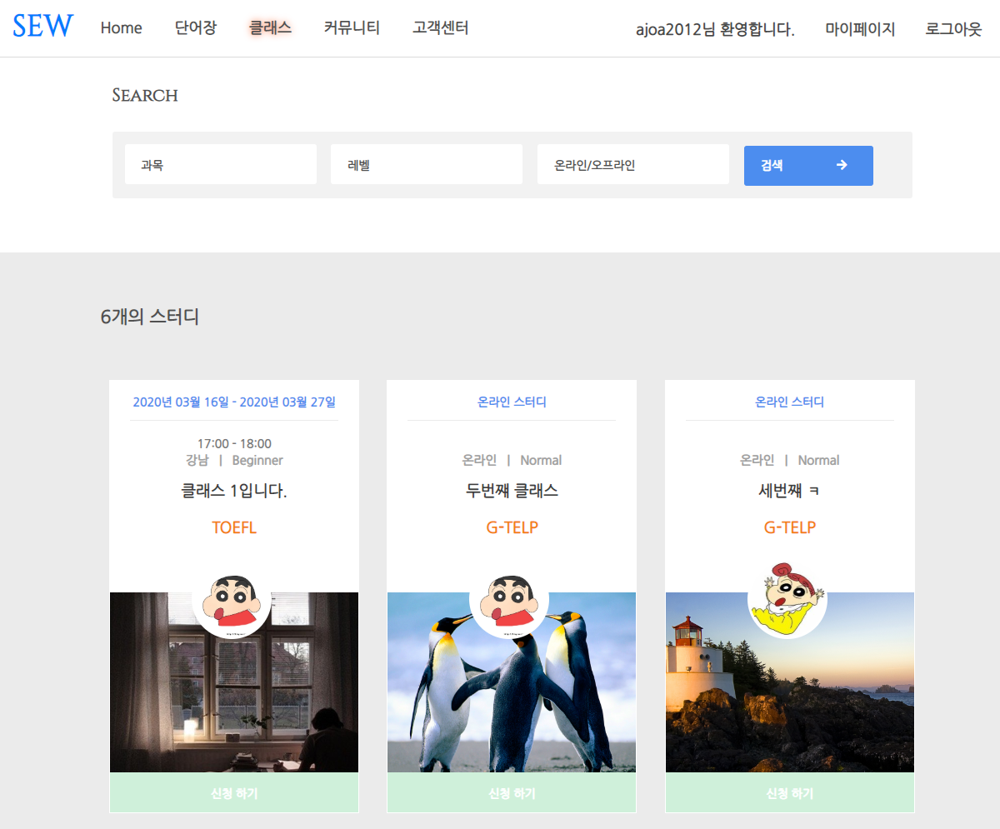 SEW Home 단어장 클래스 커뮤니티 고객센터 ajoa2012님 환영합니다. 마이페이지 로그아웃
Search
과목 레벨 온라인/오프라인 검색
6개의 스터디
2020년 03월 16일 - 2020년 03월 27일
17:00 - 18:00
강남 | Beginner
클래스 1입니다.
TOEFL
신청 하기
온라인 스터디
온라인 | Normal
두번째 클래스
G-TELP
신청 하기
온라인 스터디
온라인 | Normal
세번째 ㅋ
G-TELP
신청 하기